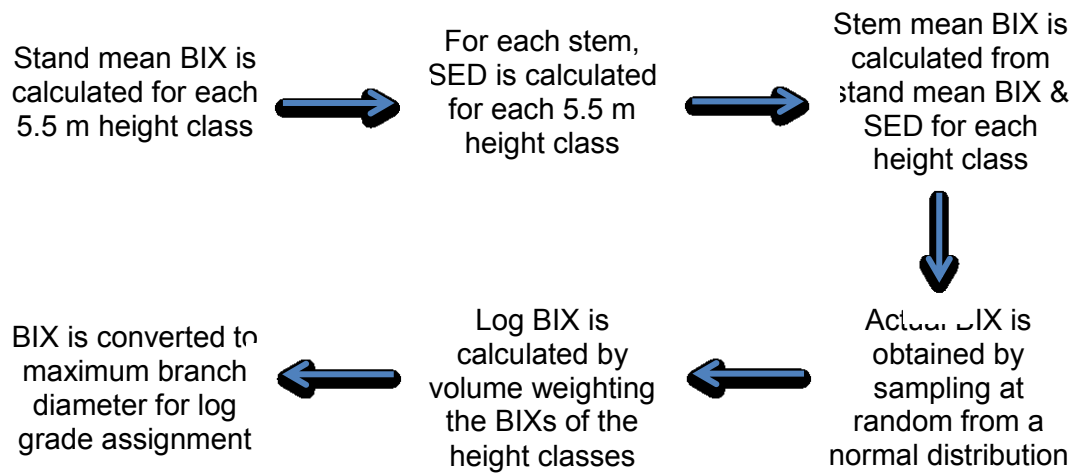 Stand mean BIX is
calculated for each
5.5 m height class
For each stem,
SED is calculated
for each 5.5 m
height class
Stem mean BIX is
calculated from
stand mean BIX &
SED for each
height class
Actual BIX is
obtained by
sampling at
random from a
normal distribution
Log BIX is
calculated by
volume weighting
the BIXs of the
height classes
BIX is converted to
maximum branch
diameter for log
grade assignment